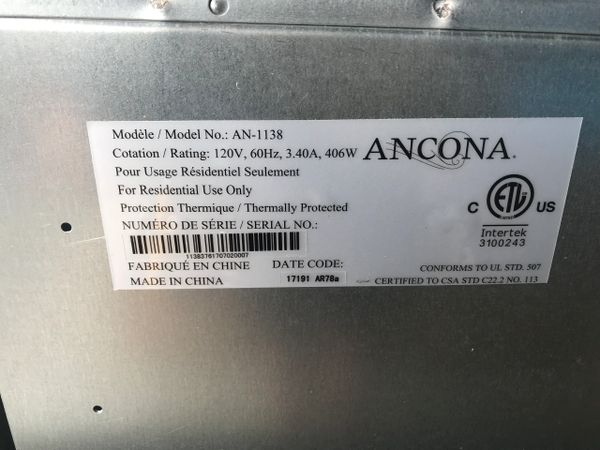 Modèle / Model No.: AN-1138
Cotation / Rating: 120V, 60Hz, 3.40A, 406W
ANCONA®
Pour Usage Résidentiel Seulement
For Residential Use Only
Protection Thermique / Thermally Protected
NUMÉRO DE SÉRIE / SERIAL NO.:
11383761707020007
FABRIQUÉ EN CHINE
MADE IN CHINA
DATE CODE:
17191 AR78a
C ETL US
Intertek
3100243
CONFORMS TO UL STD. 507
CERTIFIED TO CSA STD C22.2 NO. 113